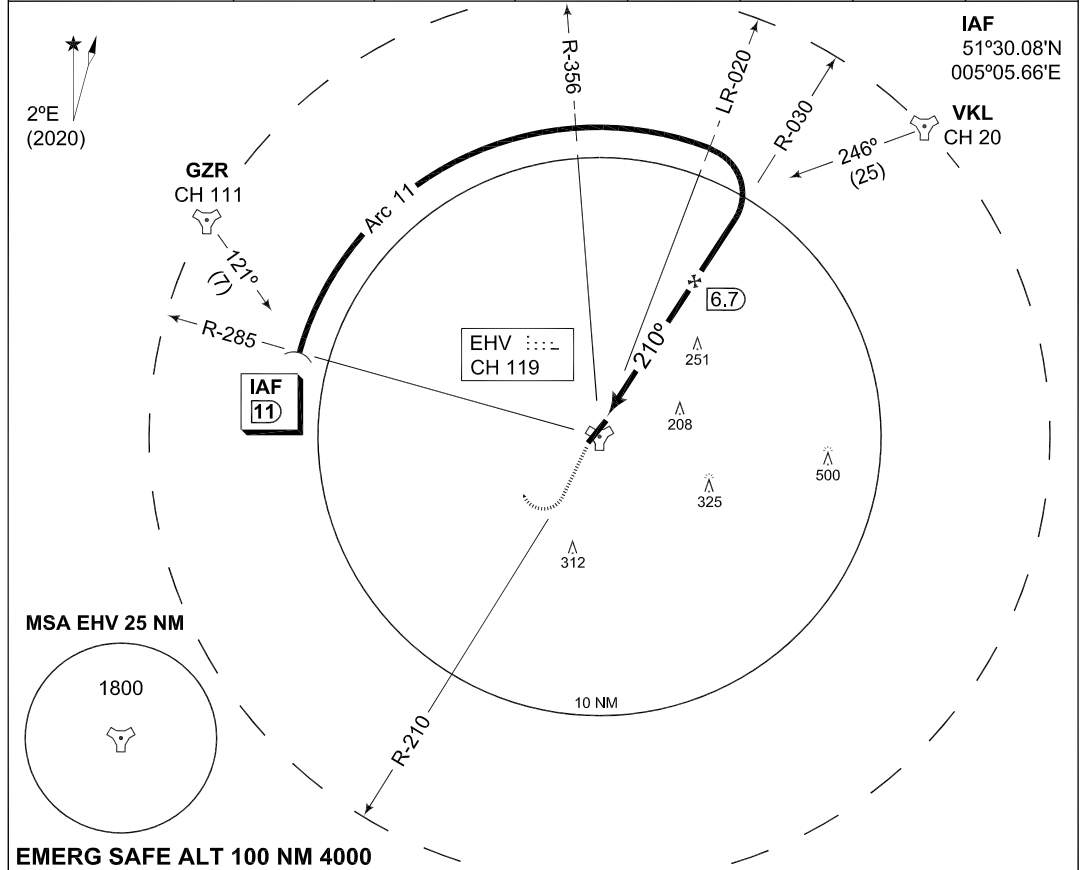 IAF
51º30.08'N
005º05.66'E
2ºE
(2020)
R-356
LR-020
R-030
VKL
CH 20
246º
(25)
GZR
CH 111
121º
(7)
Arc 11
R-285
6.7
EHV
CH 119
210º
251
IAF
11
208
500
325
312
MSA EHV 25 NM
1800
10 NM
R-210
EMERG SAFE ALT 100 NM 4000